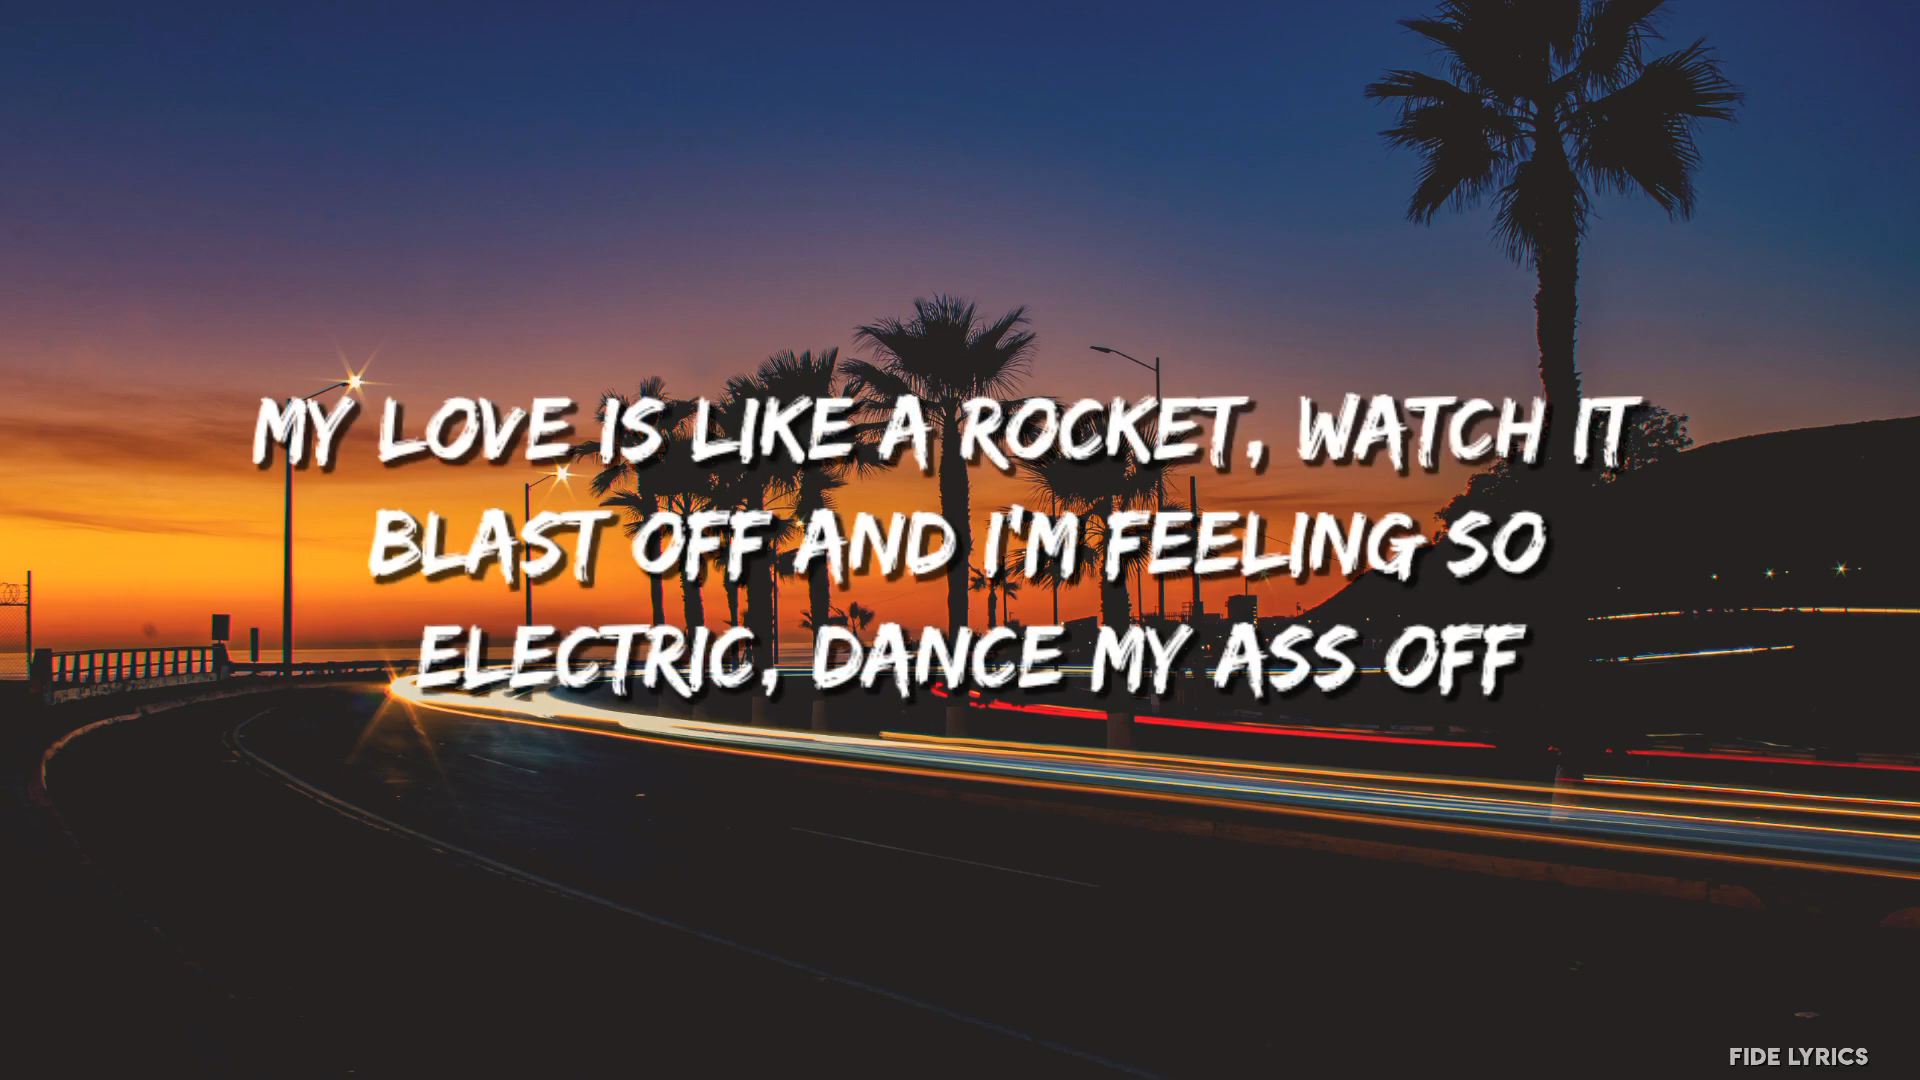 MY LOVE IS LIKE A ROCKET, WATCH IT
BLAST OFF AND I'M FEELING SO
ELECTRIC, DANCE MY ASS OFF
FIDE LYRICS